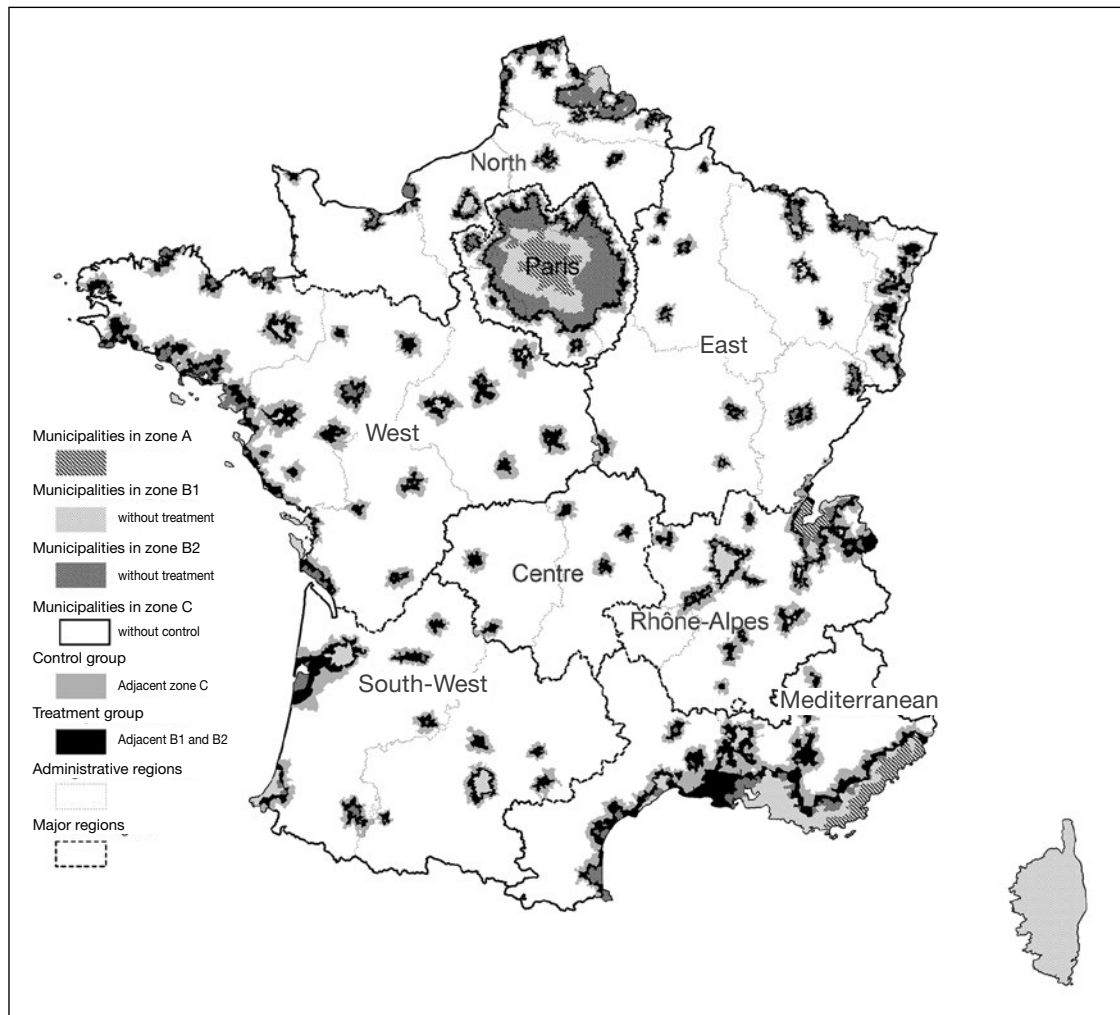 North
Paris
East
West
Centre
Rhône-Alpes
South-West
Mediterranean
Municipalities in zone A
Municipalities in zone B1
without treatment
Municipalities in zone B2
without treatment
Municipalities in zone C
without control
Control group
Adjacent zone C
Treatment group
Adjacent B1 and B2
Administrative regions
Major regions